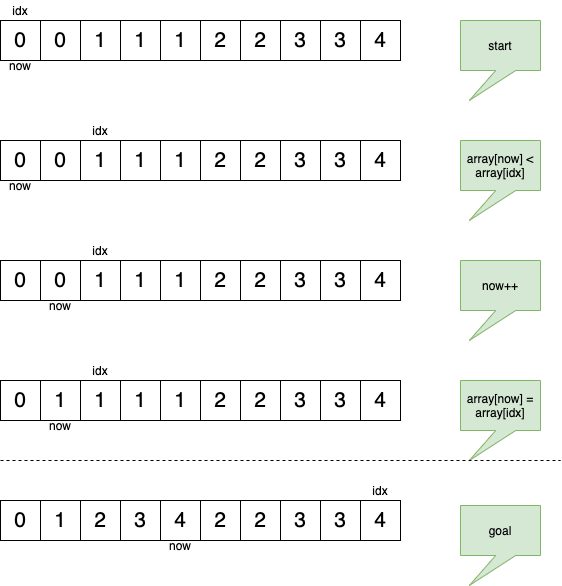 idx
0 0 1 1 1 2 2 3 3 4
now
start
idx
0 0 1 1 1 2 2 3 3 4
now
array[now] <
array[idx]
idx
0 0 1 1 1 2 2 3 3 4
now
now++
idx
0 1 1 1 1 2 2 3 3 4
now
array[now] =
array[idx]
idx
0 1 2 3 4 2 2 3 3 4
now
goal